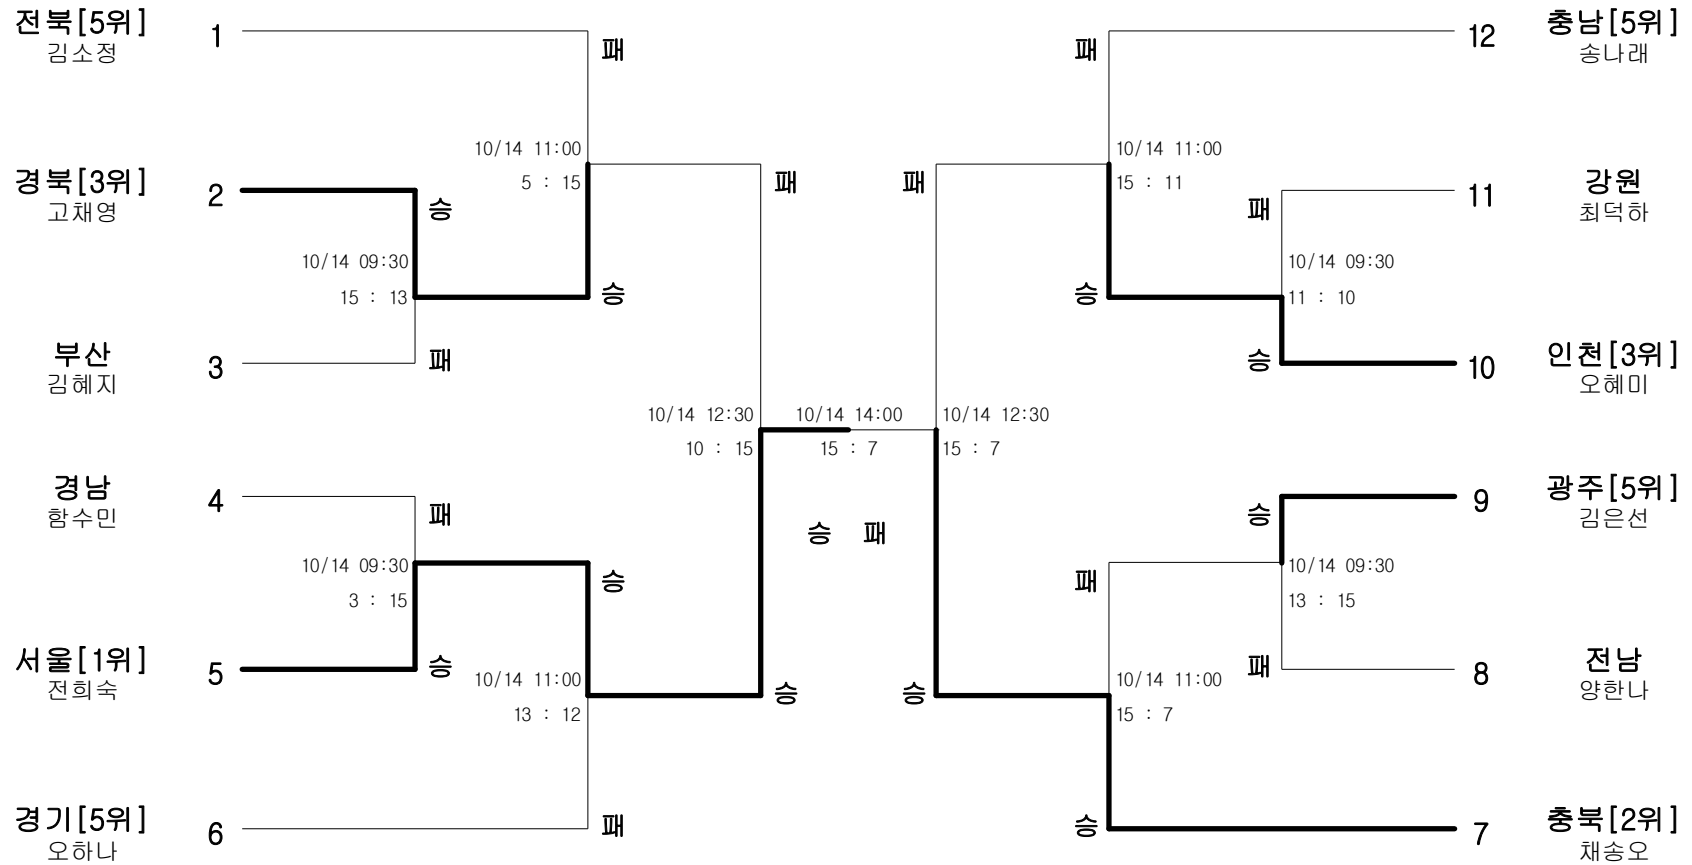 전북[5위]
김소정
1
패
10/14 11:00
5 : 15
경북[3위]
고채영
2
승
10/14 09:30
15 : 13
승
부산
김혜지
3
패
패
10/14 12:30
10 : 15
경남
함수민
4
패
10/14 09:30
3 : 15
승
서울[1위]
전희숙
5
승
10/14 11:00
13 : 12
승
경기[5위]
오하나
6
패
10/14 14:00
15 : 7
승 패
12
충남[5위]
송나래
패
10/14 11:00
15 : 11
패
11
강원
최덕하
패
10/14 09:30
11 : 10
승
승
10
인천[3위]
오혜미
10/14 12:30
15 : 7
9
광주[5위]
김은선
승
10/14 09:30
13 : 15
패
패
8
전남
양한나
승
10/14 11:00
15 : 7
승
7
충북[2위]
채송오